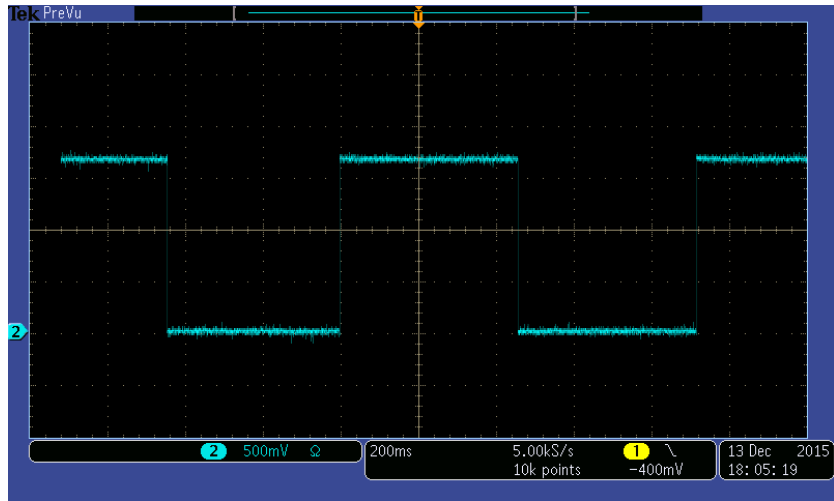 Tek PreVu
U
2
2 500mV Ω
200ms 5.00kS/s 1 \
10k points -400mV
13 Dec 2015
18:05:19